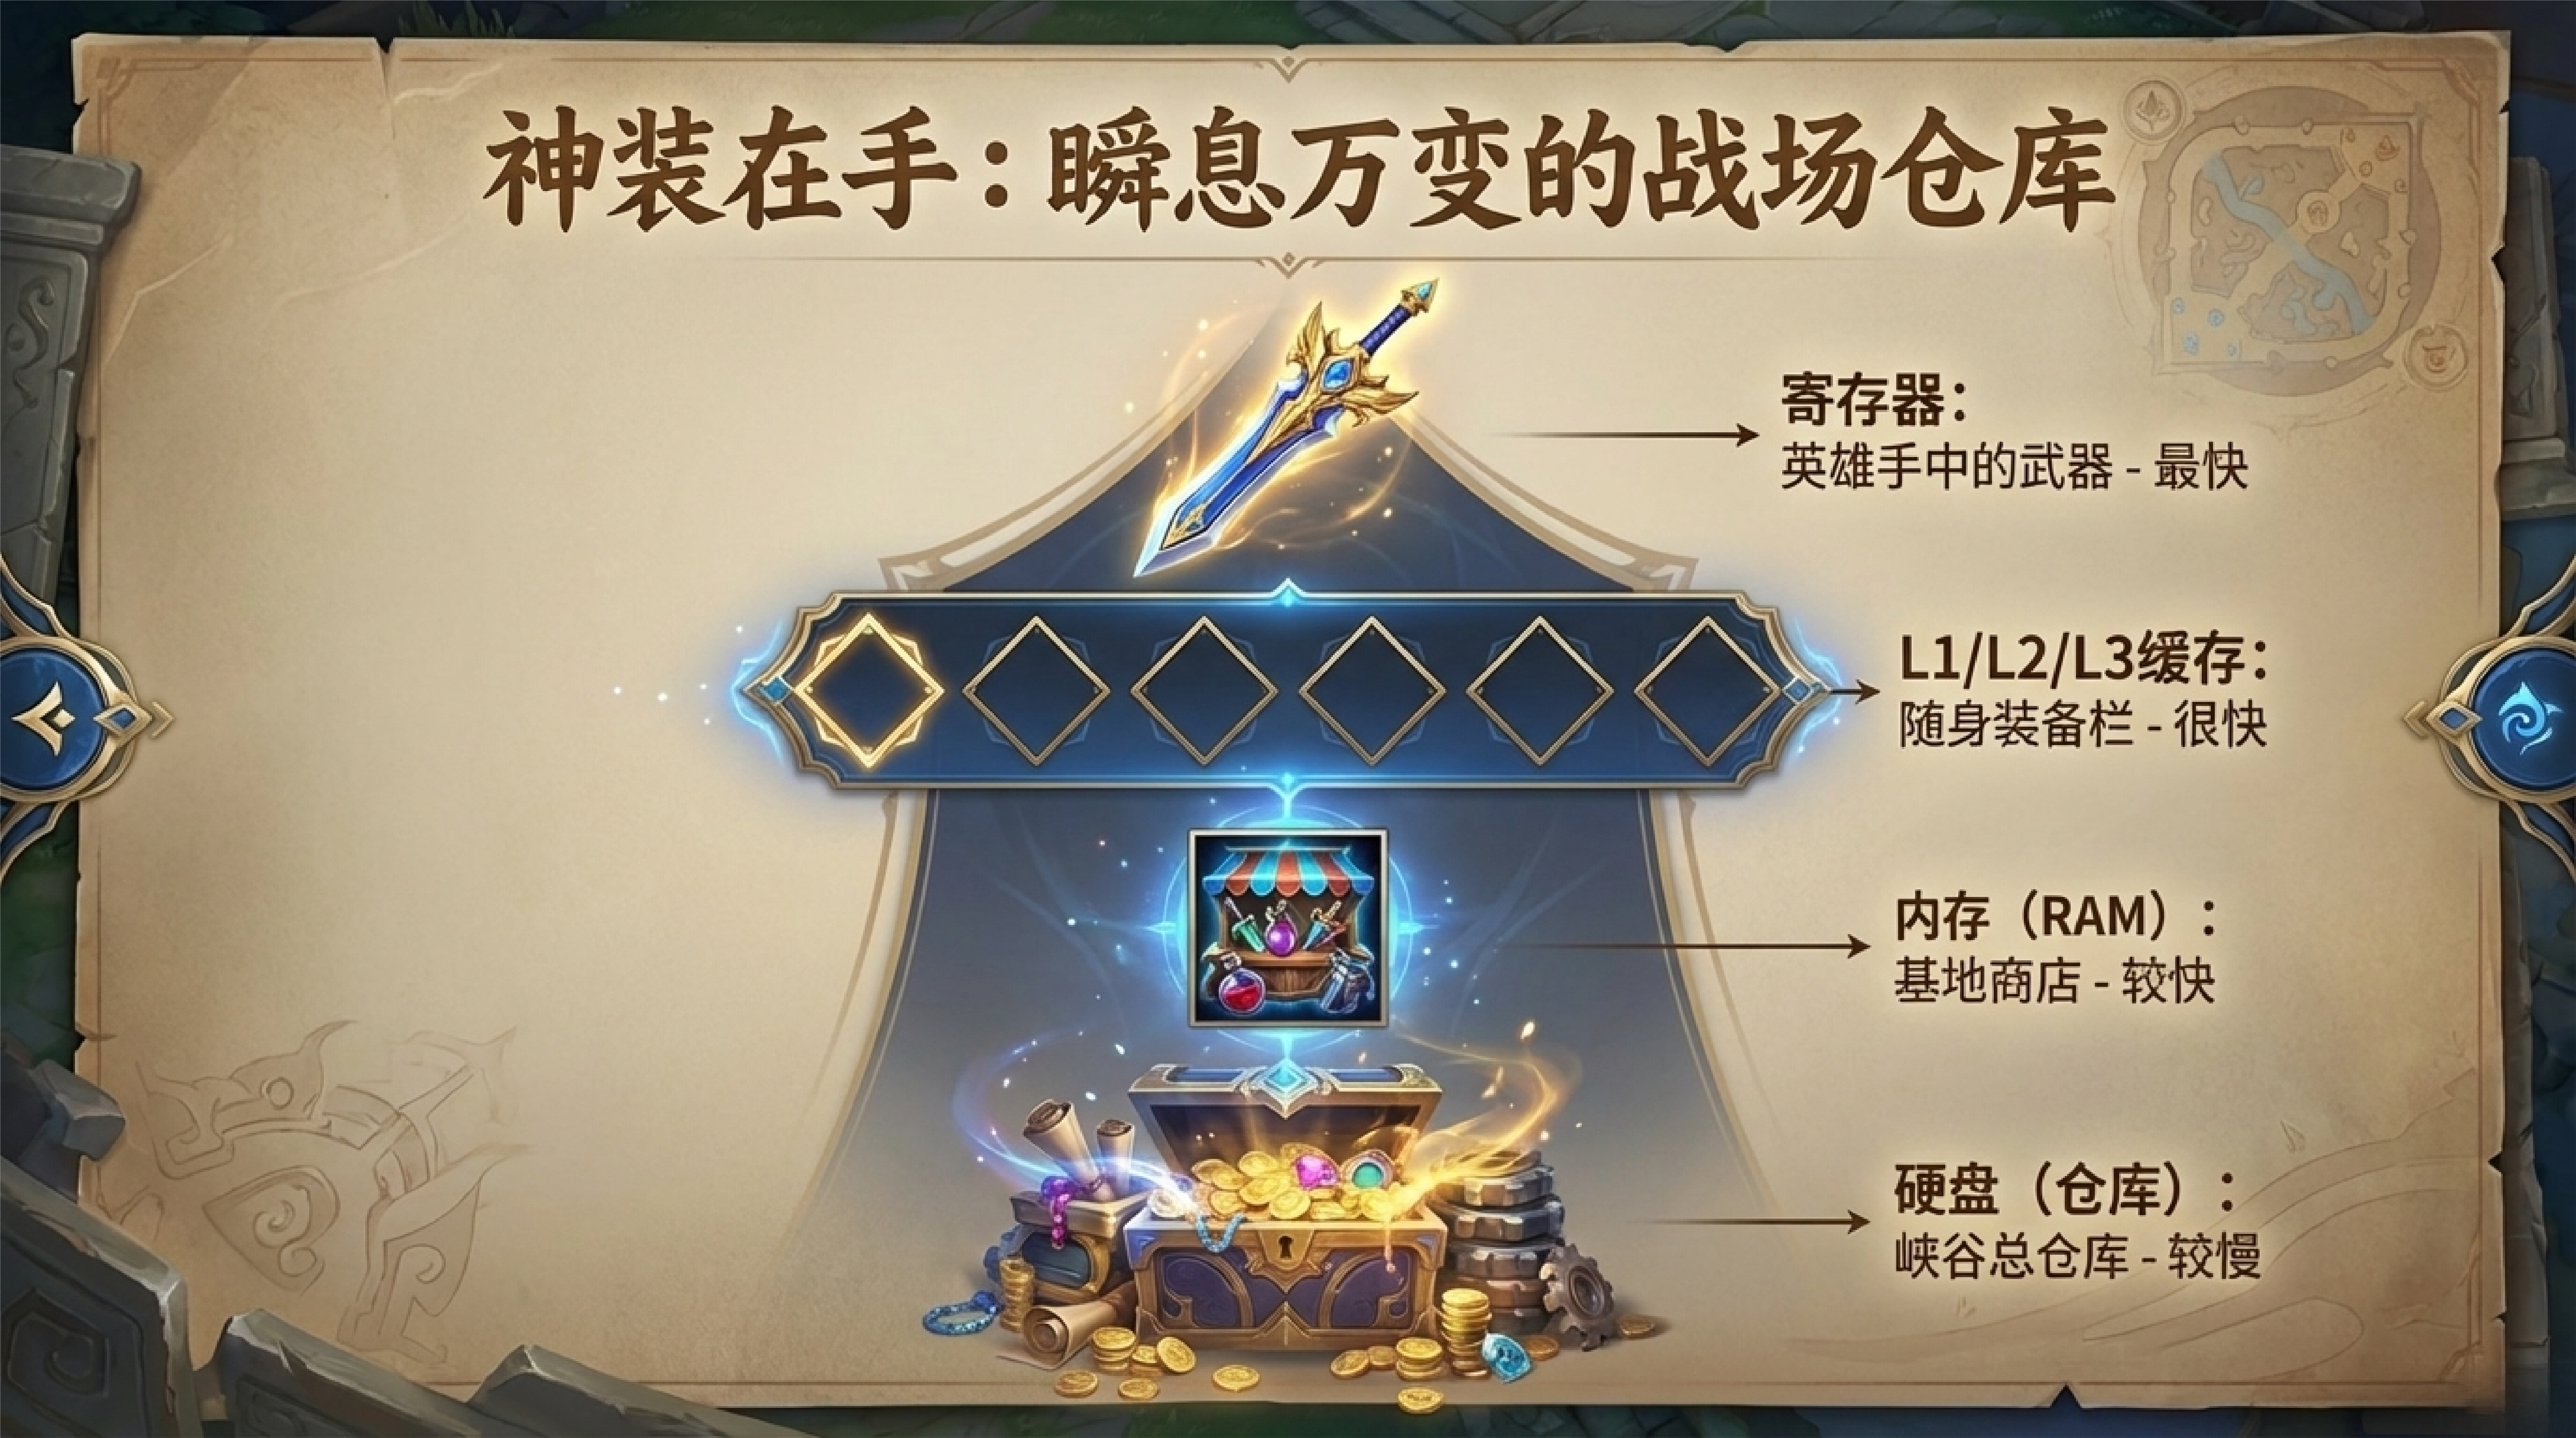 神装在手：瞬息万变的战场仓库
寄存器：
英雄手中的武器 - 最快
L1/L2/L3缓存：
随身装备栏 - 很快
内存（RAM）：
基地商店 - 较快
硬盘（仓库）：
峡谷总仓库 - 较慢